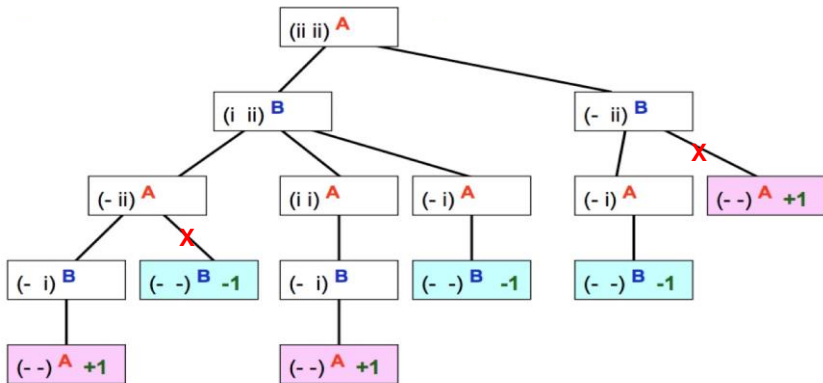 (ii ii) A
(i ii) B
(- ii) B
X
(- ii) A
(i i) A
(- i) A
(- i) A
(- -) A +1
X
(- i) B
(- -) B -1
(- i) B
(- -) B -1
(- -) B -1
(- -) A +1
(- -) A +1